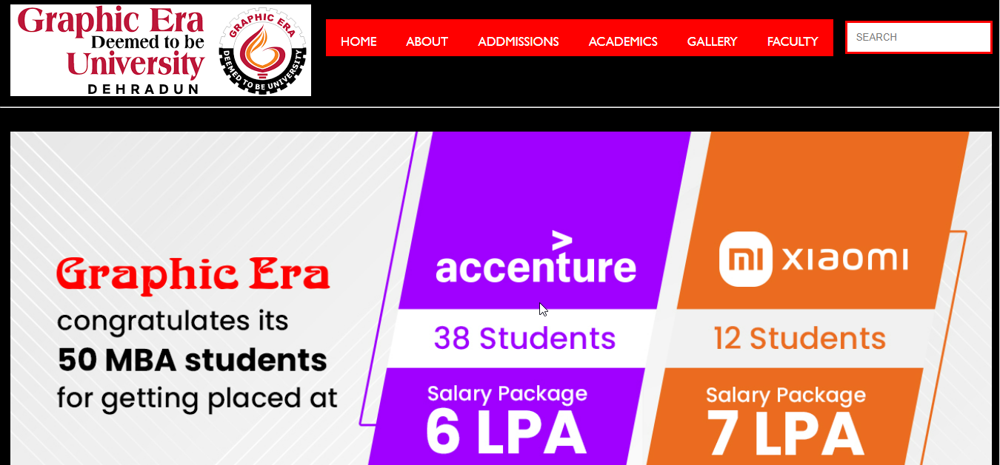 Graphic Era
Deemed to be
University
DEHRADUN
GRAPHIC ERA
DEEMED TO BE UNIVERSITY
HOME ABOUT ADDMISSIONS ACADEMICS GALLERY FACULTY
SEARCH
Graphic Era
congratulates its
50 MBA students
for getting placed at
accenture
38 Students
Salary Package
6 LPA
mi xiaomi
12 Students
Salary Package
7 LPA